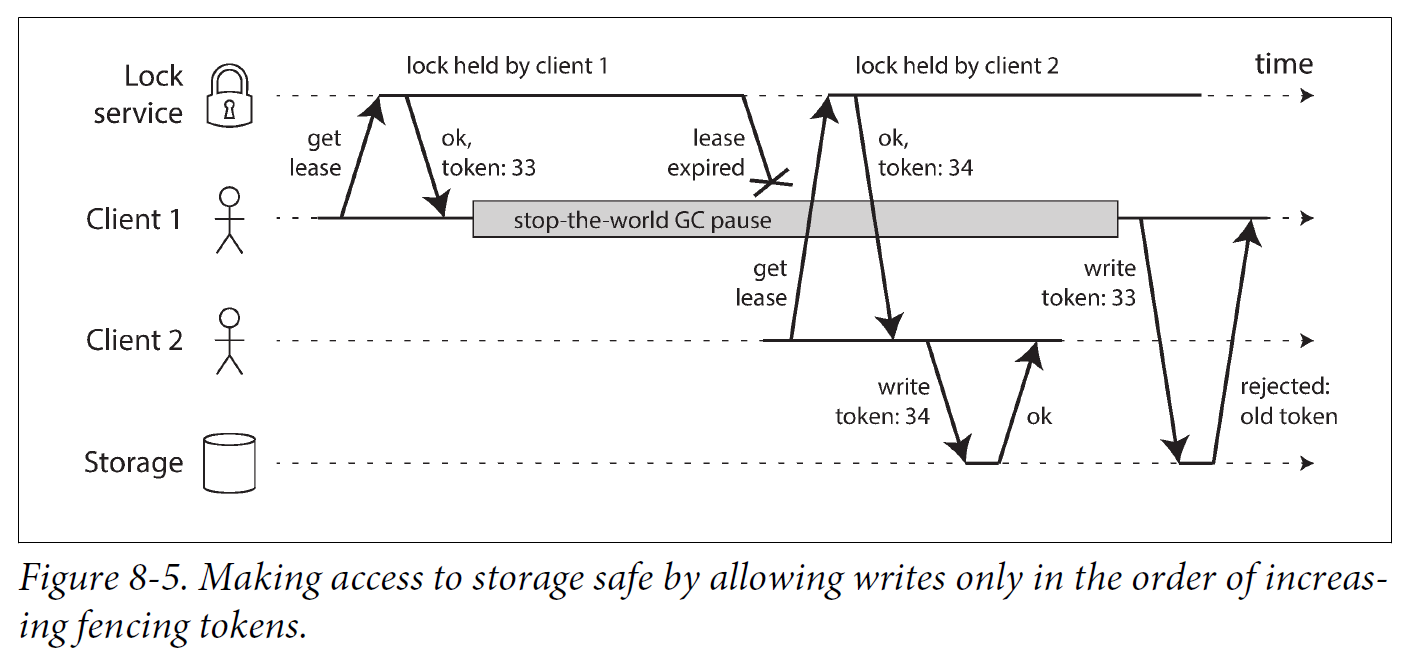 lock held by client 1
lock held by client 2
time
Lock
service
get
lease
ok,
token: 33
lease
expired
ok,
token: 34
Client 1
stop-the-world GC pause
get
lease
write
token: 33
Client 2
write
token: 34
ok
rejected:
old token
Storage
Figure 8-5. Making access to storage safe by allowing writes only in the order of increas-
ing fencing tokens.